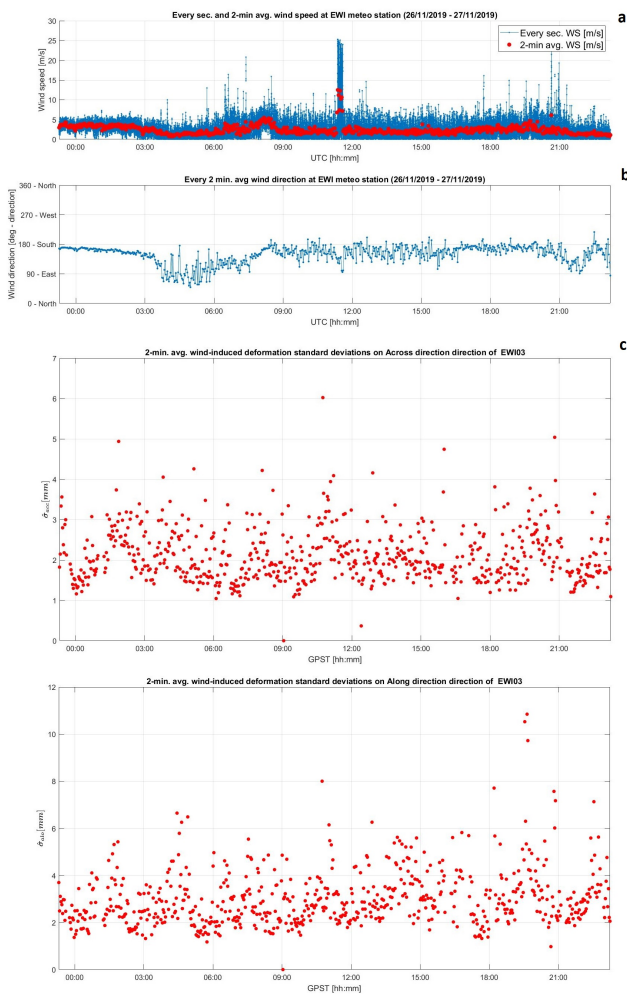 a
Every sec. and 2-min avg. wind speed at EWI meteo station (26/11/2019 - 27/11/2019)
30
25
20
15
10
5
0
Wind speed [m/s]
Every sec. WS [m/s]
2-min avg. WS [m/s]
00:00 03:00 06:00 09:00 12:00 15:00 18:00 21:00
UTC [hh:mm]
b
Every 2 min. avg wind direction at EWI meteo station (26/11/2019 - 27/11/2019)
360 - North
270 - West
180 - South
90 - East
0 - North
Wind direction [deg - direction]
00:00 03:00 06:00 09:00 12:00 15:00 18:00 21:00
UTC [hh:mm]
c
2-min. avg. wind-induced deformation standard deviations on Across direction direction of EWI03
7
6
5
4
3
2
1
0
σ̂acc[mm]
00:00 03:00 06:00 09:00 12:00 15:00 18:00 21:00
GPST [hh:mm]
2-min. avg. wind-induced deformation standard deviations on Along direction direction of EWI03
12
10
8
6
4
2
0
σ̂alo[mm]
00:00 03:00 06:00 09:00 12:00 15:00 18:00 21:00
GPST [hh:mm]